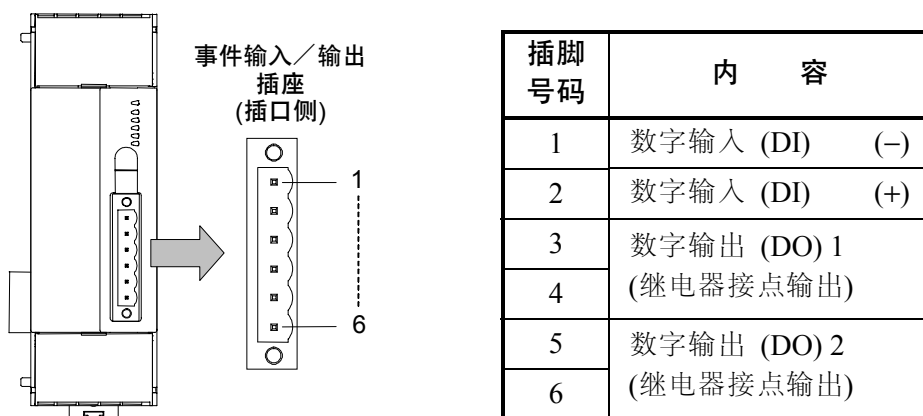 事件输入／输出
插座
(插口侧)
1
6
插脚
号码
内 容
1 数字输入 (DI) (−)
2 数字输入 (DI) (+)
3 数字输出 (DO) 1
4 (继电器接点输出)
5 数字输出 (DO) 2
6 (继电器接点输出)